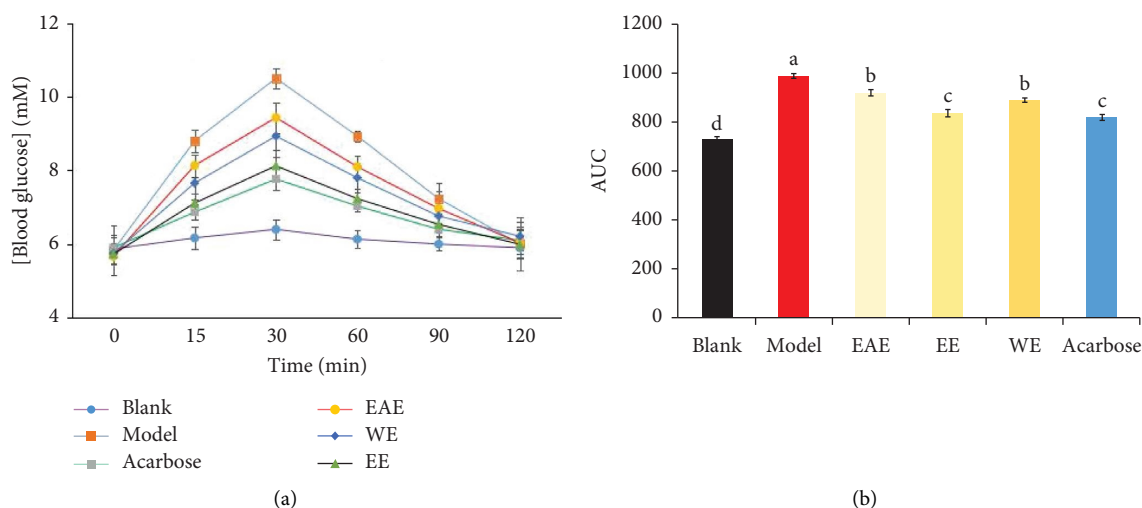 12
10
8
6
4
[Blood glucose] (mM)
0 15 30 60 90 120
Time (min)
Blank
Model
Acarbose
EAE
WE
EE
(a)
1200
1000
800
600
400
200
0
AUC
d a b c b c
Blank Model EAE EE WE Acarbose
(b)